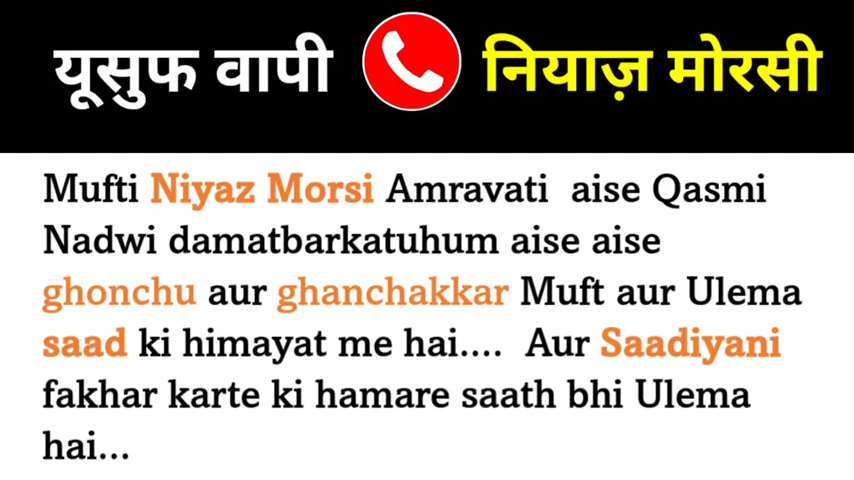 यूसुफ वापी नियाज़ मोरसी
Mufti Niyaz Morsi Amravati aise Qasmi
Nadwi damatbarkatuhum aise aise
ghonchu aur ghanchakkar Muft aur Ulema
saad ki himayat me hai.... Aur Saadiyani
fakhar karte ki hamare saath bhi Ulema
hai...